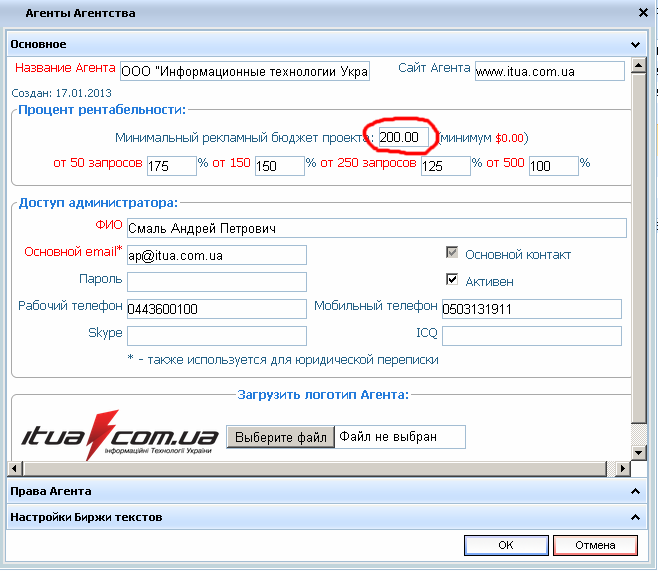 Агенты Агентства
Основное
Название Агента ООО "Информационные технологии Укра Сайт Агента www.itua.com.ua
Создан: 17.01.2013
Процент рентабельности:
Минимальный рекламный бюджет проекта: 200.00 (минимум $0.00)
от 50 запросов 175 % от 150 150 % от 250 запросов 125 % от 500 100 %
Доступ администратора:
ФИО Смаль Андрей Петрович
Основной email* ap@itua.com.ua Основной контакт
Пароль Активен
Рабочий телефон 0443600100 Мобильный телефон 0503131911
Skype ICQ
* - также используется для юридической переписки
Загрузить логотип Агента:
itua com.ua Выберите файл Файл не выбран
Інформаційні Технології України
Права Агента
Настройки Биржи текстов
OK Отмена